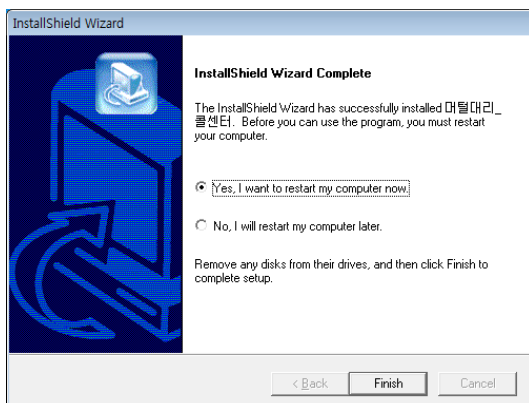 InstallShield Wizard
InstallShield Wizard Complete
The InstallShield Wizard has successfully installed 머털대리_
콜센터. Before you can use the program, you must restart
your computer.
Yes, I want to restart my computer now.
No, I will restart my computer later.
Remove any disks from their drives, and then click Finish to
complete setup.
< Back
Finish
Cancel